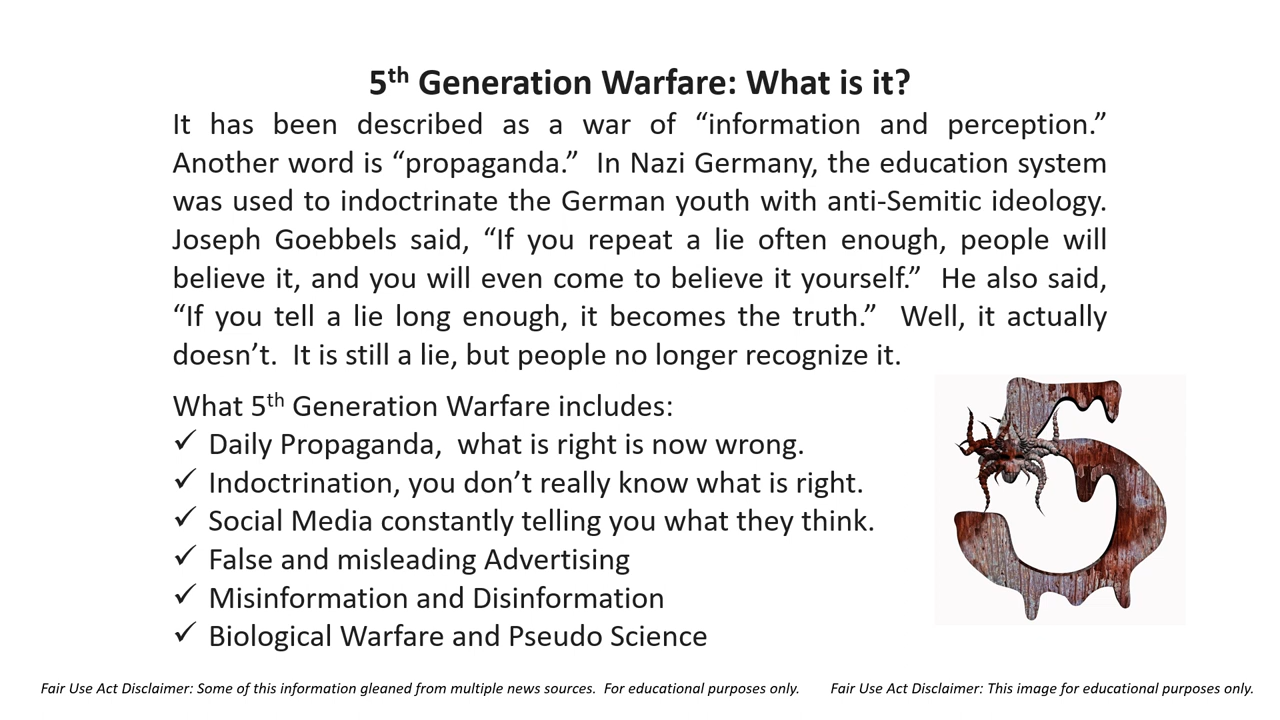 5th Generation Warfare: What is it?
It has been described as a war of “information and perception.”
Another word is “propaganda.”  In Nazi Germany, the education system
was used to indoctrinate the German youth with anti-Semitic ideology.
Joseph Goebbels said, “If you repeat a lie often enough, people will
believe it, and you will even come to believe it yourself.”  He also said,
“If you tell a lie long enough, it becomes the truth.”  Well, it actually
doesn’t.  It is still a lie, but people no longer recognize it.
What 5th Generation Warfare includes:
✓ Daily Propaganda,  what is right is now wrong.
✓ Indoctrination, you don’t really know what is right.
✓ Social Media constantly telling you what they think.
✓ False and misleading Advertising
✓ Misinformation and Disinformation
✓ Biological Warfare and Pseudo Science
5
Fair Use Act Disclaimer: Some of this information gleaned from multiple news sources.  For educational purposes only.
Fair Use Act Disclaimer: This image for educational purposes only.